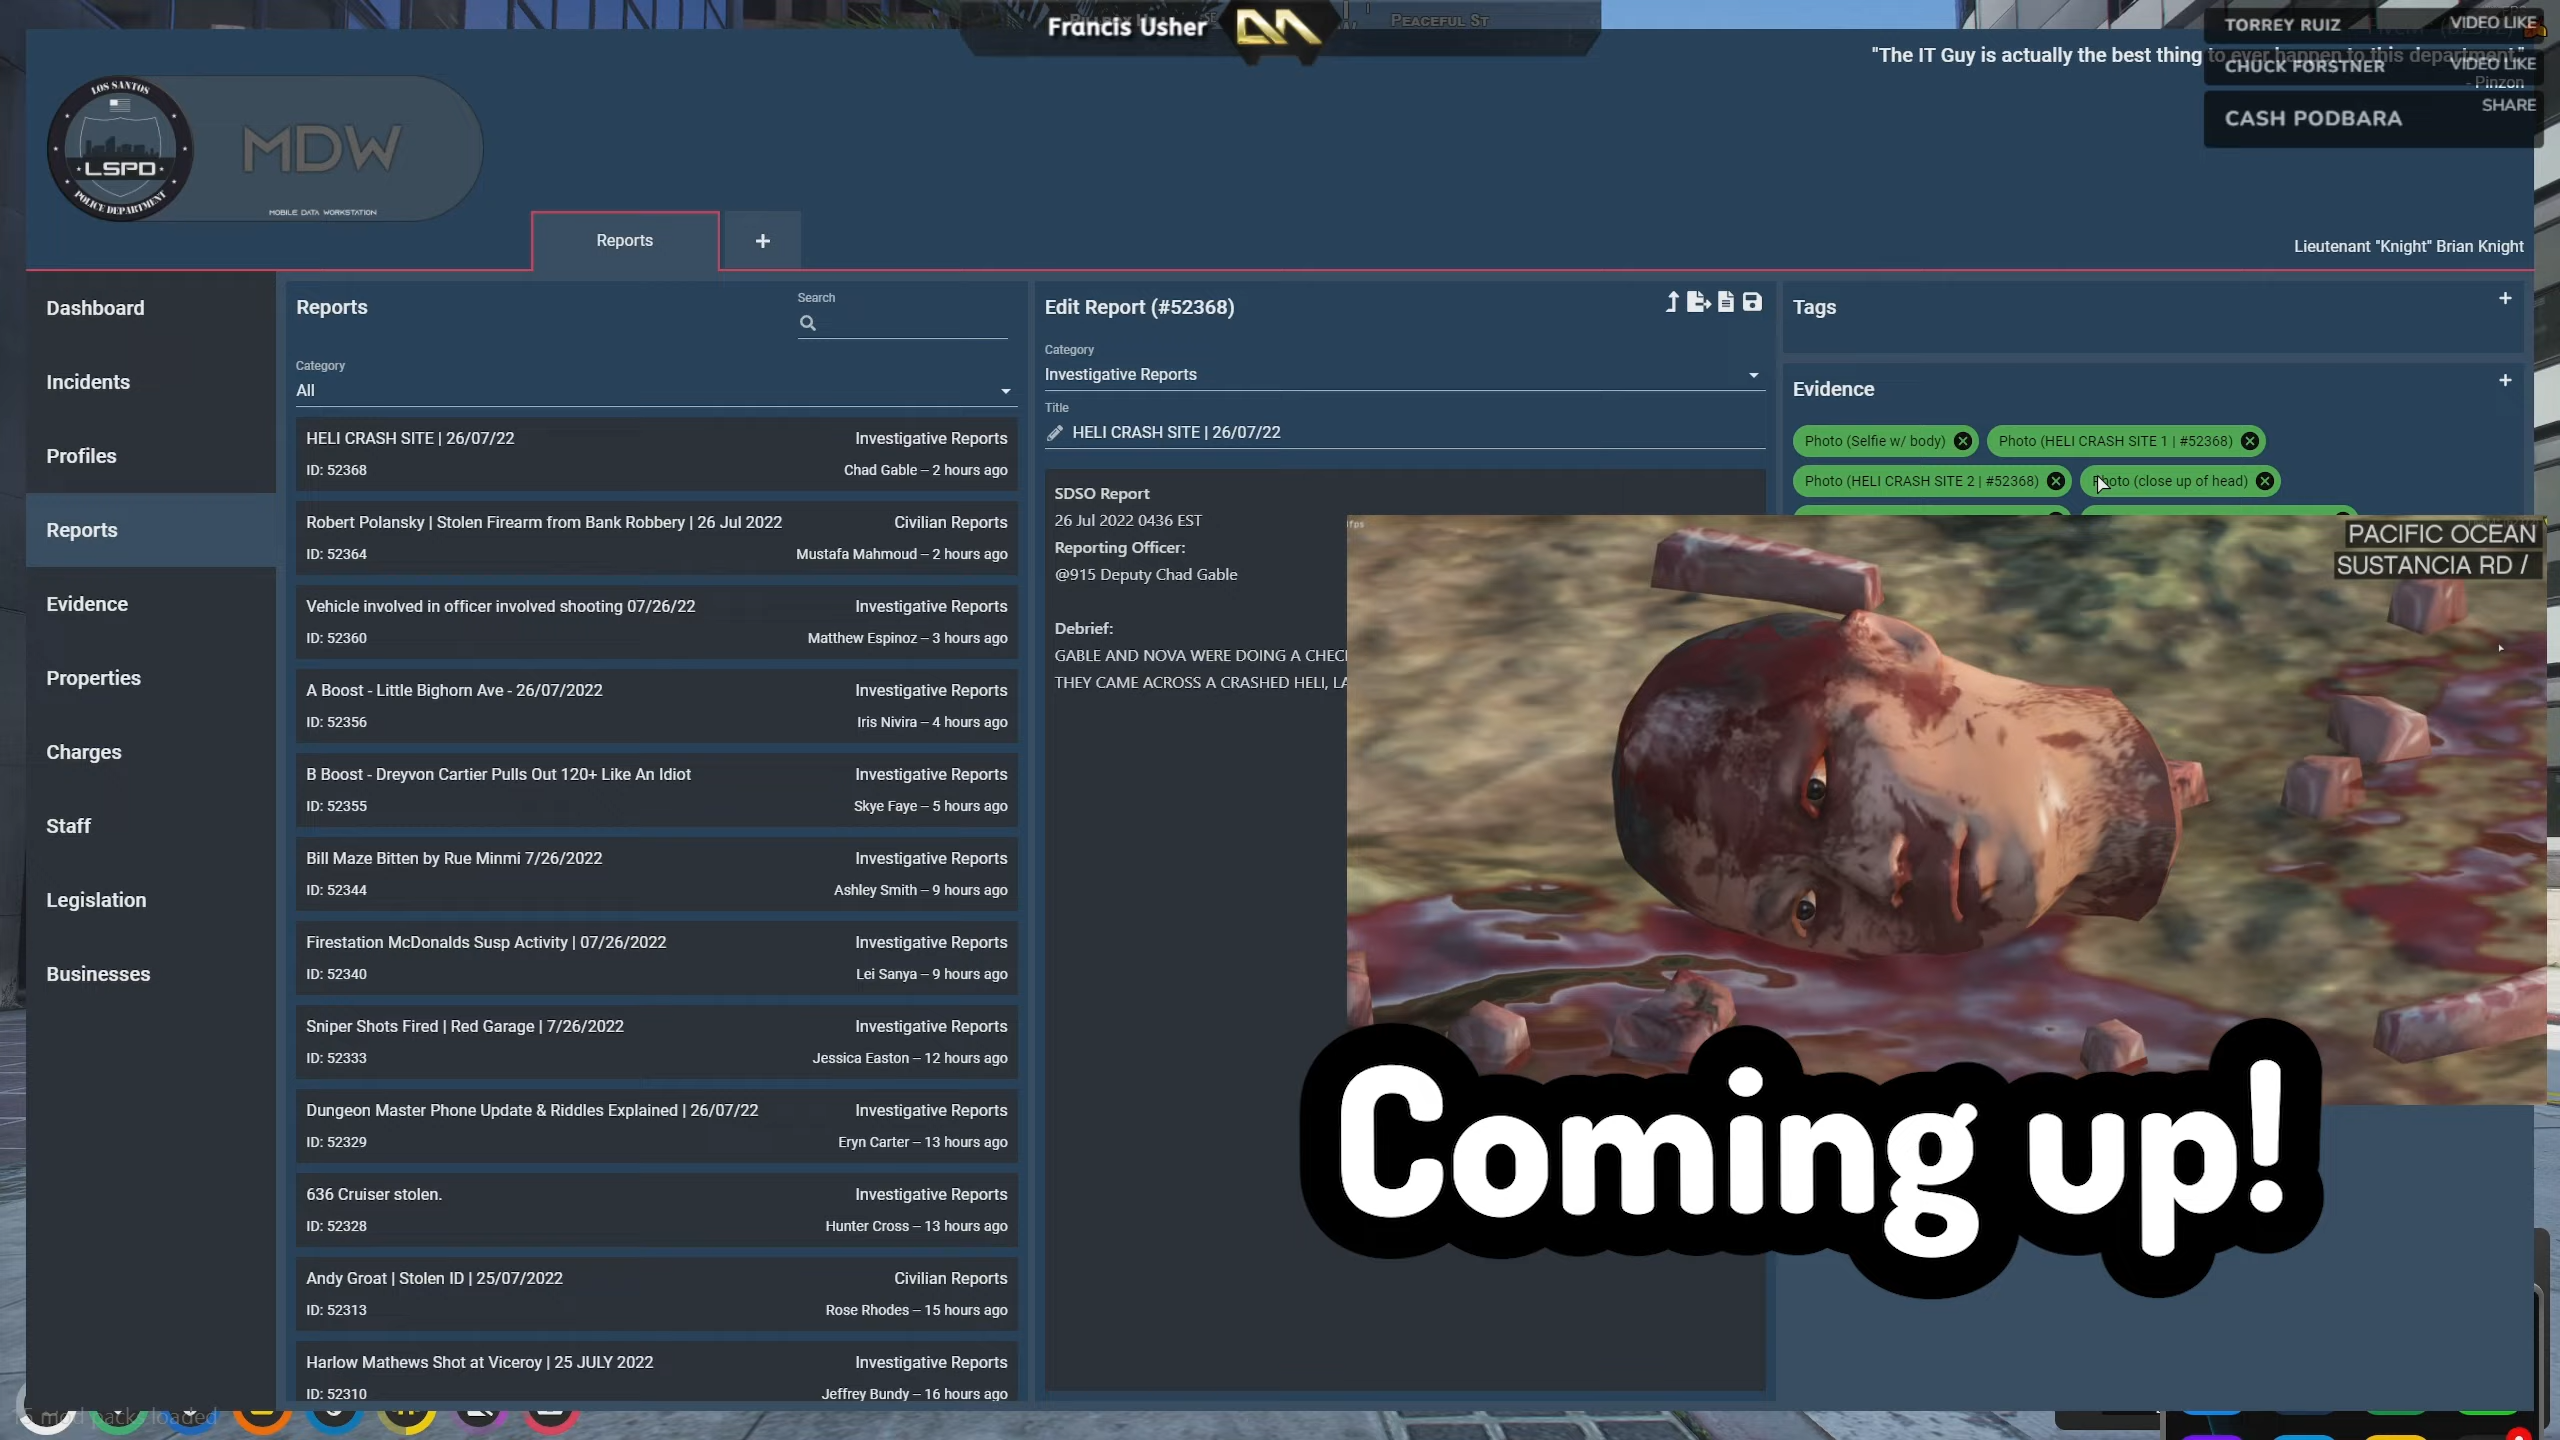 Francis Usher
PEACEFUL ST
TORREY RUIZ VIDEO LIKE
"The IT Guy is actually the best thing to ever happen to this department."
CHUCK FORSTNER VIDEO LIKE
- Pinzon
CASH PODBARA SHARE
LOS SANTOS
LSPD
POLICE DEPARTMENT
MDW
MOBILE DATA WORKSTATION
Reports
+
Lieutenant "Knight" Brian Knight
Dashboard
Incidents
Profiles
Reports
Evidence
Properties
Charges
Staff
Legislation
Businesses
Reports
Search
Category
All
HELI CRASH SITE | 26/07/22 Investigative Reports
ID: 52368 Chad Gable – 2 hours ago
Robert Polansky | Stolen Firearm from Bank Robbery | 26 Jul 2022 Civilian Reports
ID: 52364 Mustafa Mahmoud – 2 hours ago
Vehicle involved in officer involved shooting 07/26/22 Investigative Reports
ID: 52360 Matthew Espinoz – 3 hours ago
A Boost - Little Bighorn Ave - 26/07/2022 Investigative Reports
ID: 52356 Iris Nivira – 4 hours ago
B Boost - Dreyvon Cartier Pulls Out 120+ Like An Idiot Investigative Reports
ID: 52355 Skye Faye – 5 hours ago
Bill Maze Bitten by Rue Minmi 7/26/2022 Investigative Reports
ID: 52344 Ashley Smith – 9 hours ago
Firestation McDonalds Susp Activity | 07/26/2022 Investigative Reports
ID: 52340 Lei Sanya – 9 hours ago
Sniper Shots Fired | Red Garage | 7/26/2022 Investigative Reports
ID: 52333 Jessica Easton – 12 hours ago
Dungeon Master Phone Update & Riddles Explained | 26/07/22 Investigative Reports
ID: 52329 Eryn Carter – 13 hours ago
636 Cruiser stolen. Investigative Reports
ID: 52328 Hunter Cross – 13 hours ago
Andy Groat | Stolen ID | 25/07/2022 Civilian Reports
ID: 52313 Rose Rhodes – 15 hours ago
Harlow Mathews Shot at Viceroy | 25 JULY 2022 Investigative Reports
ID: 52310 Jeffrey Bundy – 16 hours ago
Edit Report (#52368)
Category
Investigative Reports
Title
HELI CRASH SITE | 26/07/22
SDSO Report
26 Jul 2022 0436 EST
Reporting Officer:
@915 Deputy Chad Gable
Debrief:
GABLE AND NOVA WERE DOING A CHEC
THEY CAME ACROSS A CRASHED HELI, LA
Tags
+
Evidence
+
Photo (Selfie w/ body) Photo (HELI CRASH SITE 1 | #52368)
Photo (HELI CRASH SITE 2 | #52368) Photo (close up of head)
fps
PACIFIC OCEAN
SUSTANCIA RD /
Coming up!
mod packs loaded